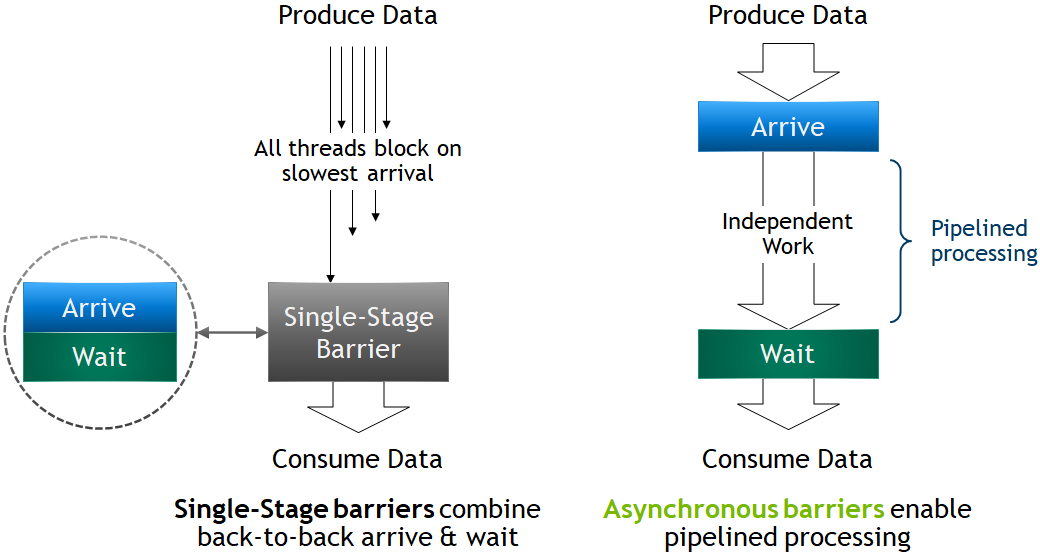 Produce Data
All threads block on
slowest arrival
Arrive
Wait
Single-Stage
Barrier
Consume Data
Single-Stage barriers combine
back-to-back arrive & wait
Produce Data
Arrive
Independent
Work
Pipelined
processing
Wait
Consume Data
Asynchronous barriers enable
pipelined processing